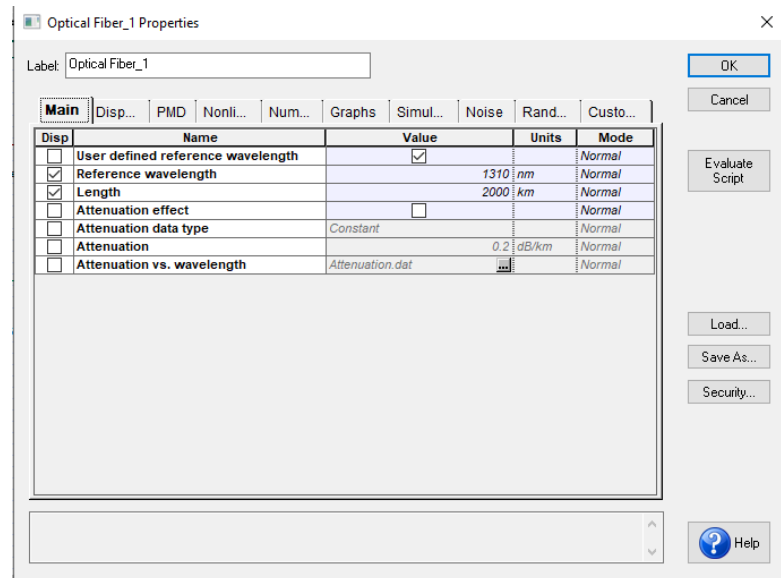 Optical Fiber_1 Properties
Label: Optical Fiber_1
OK
Cancel
Main Disp... PMD Nonli... Num... Graphs Simul... Noise Rand... Custo...
Disp Name Value Units Mode
User defined reference wavelength Normal
Reference wavelength 1310 nm Normal
Length 2000 km Normal
Attenuation effect Normal
Attenuation data type Constant Normal
Attenuation 0.2 dB/km Normal
Attenuation vs. wavelength Attenuation.dat ... Normal
Evaluate
Script
Load...
Save As...
Security...
Help